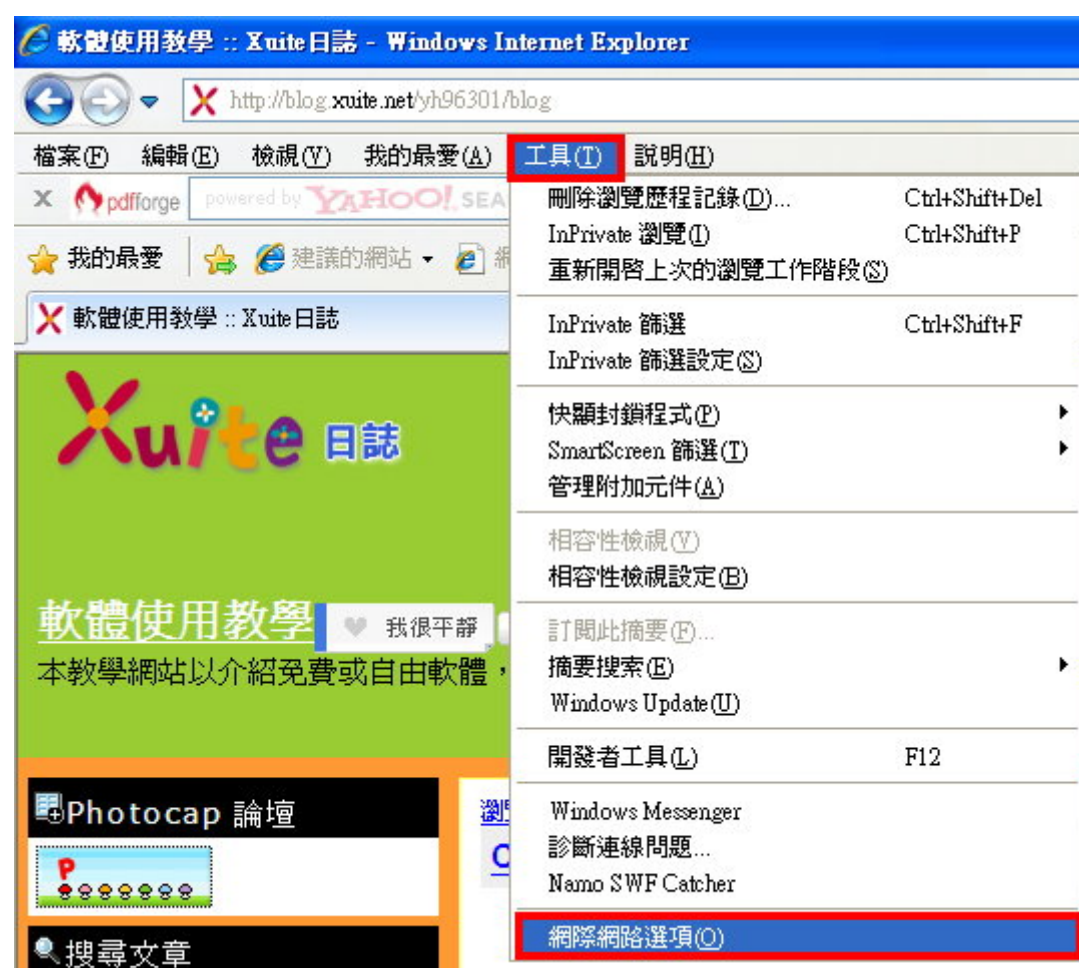 軟體使用教學 :: Xuite日誌 - Windows Internet Explorer
http://blog.xuite.net/yh96301/blog
檔案(F) 編輯(E) 檢視(V) 我的最愛(A) 工具(T) 說明(H)
X pdfforge powered by YAHOO! SEA
我的最愛 建議的網站
軟體使用教學 :: Xuite日誌
刪除瀏覽歷程記錄(D)... Ctrl+Shift+Del
InPrivate 瀏覽(I) Ctrl+Shift+P
重新開啓上次的瀏覽工作階段(S)
InPrivate 篩選 Ctrl+Shift+F
InPrivate 篩選設定(S)
快顯封鎖程式(P)
SmartScreen 篩選(T)
管理附加元件(A)
相容性檢視(V)
相容性檢視設定(B)
訂閱此摘要(F)...
摘要搜索(E)
Windows Update(U)
開發者工具(L) F12
Windows Messenger
診斷連線問題...
Namo SWF Catcher
網際網路選項(O)
Xuite 日誌
軟體使用教學 我很平靜
本教學網站以介紹免費或自由軟體，
Photocap 論壇
P
搜尋文章